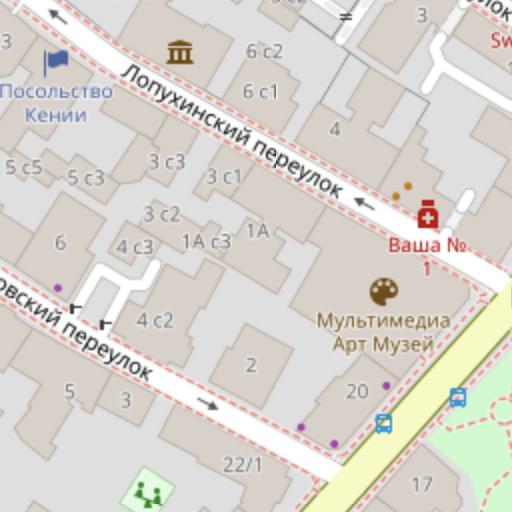 3
6 с2
6 с1
3
Sw
Посольство
Кении
Лопухинский переулок
4
5 с5
5 с3
3 с3
3 с1
3 с2
1А с3
1А
6
4 с3
Ваша №
1
Мультимедиа
Арт Музей
4 с2
овский переулок
2
20
5
3
22/1
17